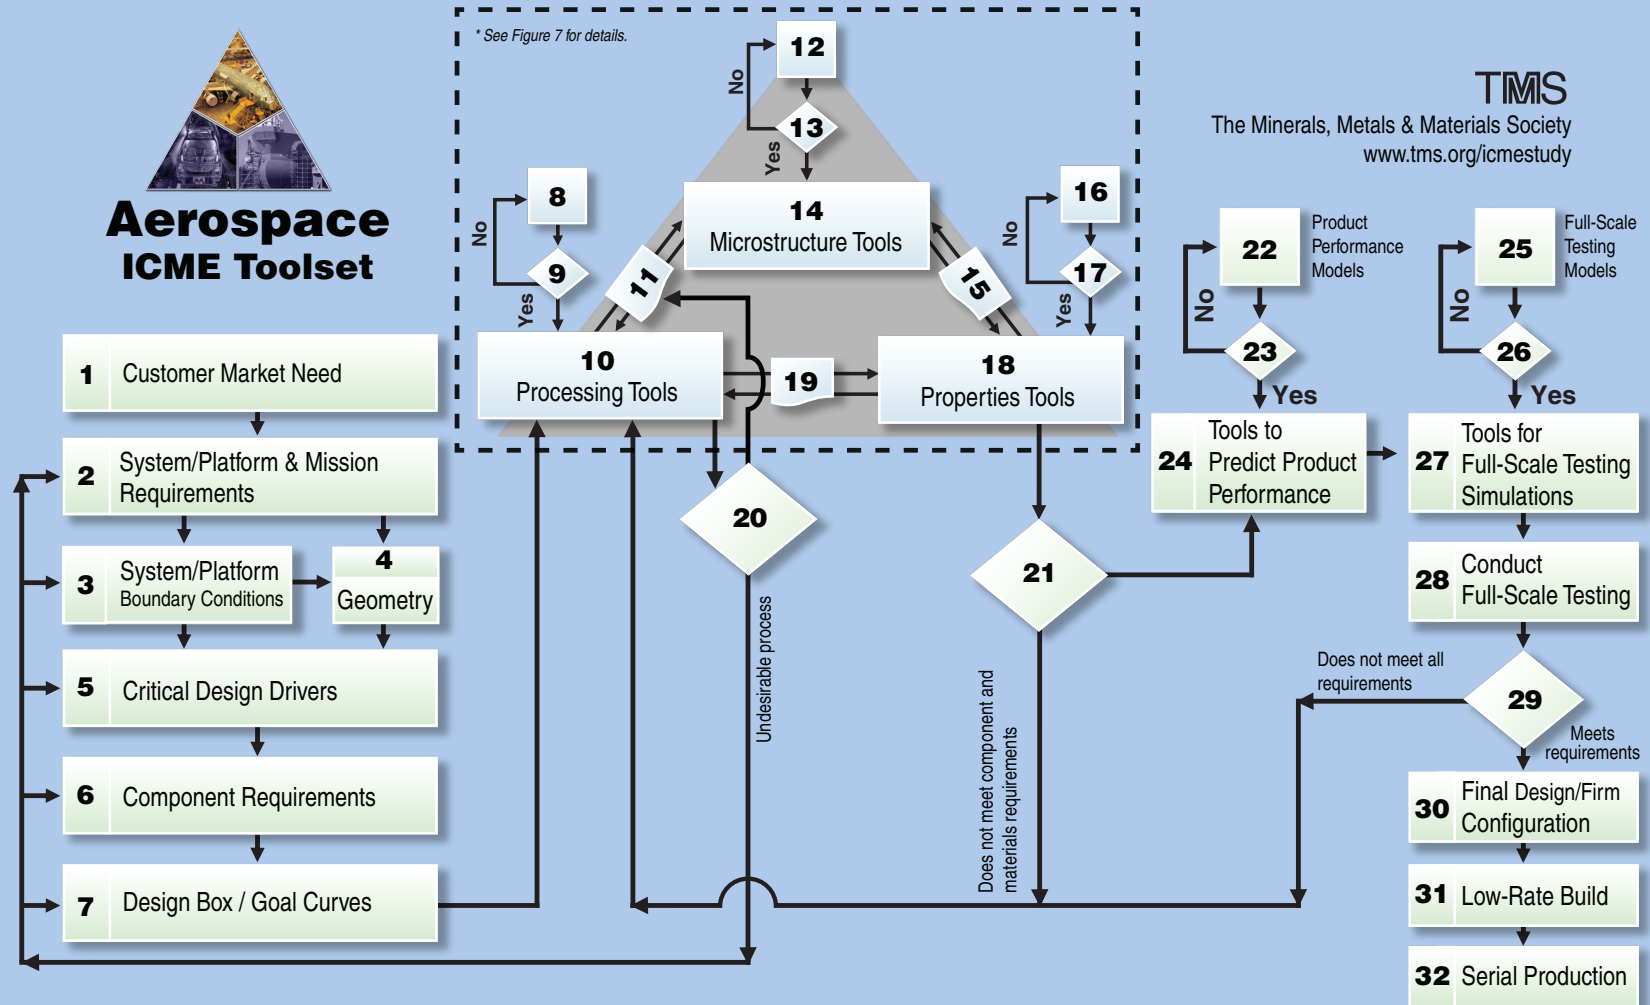 * See Figure 7 for details.
TMS
The Minerals, Metals & Materials Society
www.tms.org/icmestudy
Aerospace
ICME Toolset
1 Customer Market Need
2 System/Platform & Mission
Requirements
3 System/Platform
Boundary Conditions
4
Geometry
5 Critical Design Drivers
6 Component Requirements
7 Design Box / Goal Curves
8
No
9
Yes
10
Processing Tools
11
12
No
13
Yes
14
Microstructure Tools
15
16
No
17
Yes
18
Properties Tools
19
20
Undesirable process
21
Does not meet component and
materials requirements
22
Product
Performance
Models
No
23
Yes
24 Tools to
Predict Product
Performance
25
Full-Scale
Testing
Models
No
26
Yes
27 Tools for
Full-Scale Testing
Simulations
28 Conduct
Full-Scale Testing
29
Does not meet all
requirements
Meets
requirements
30 Final Design/Firm
Configuration
31 Low-Rate Build
32 Serial Production